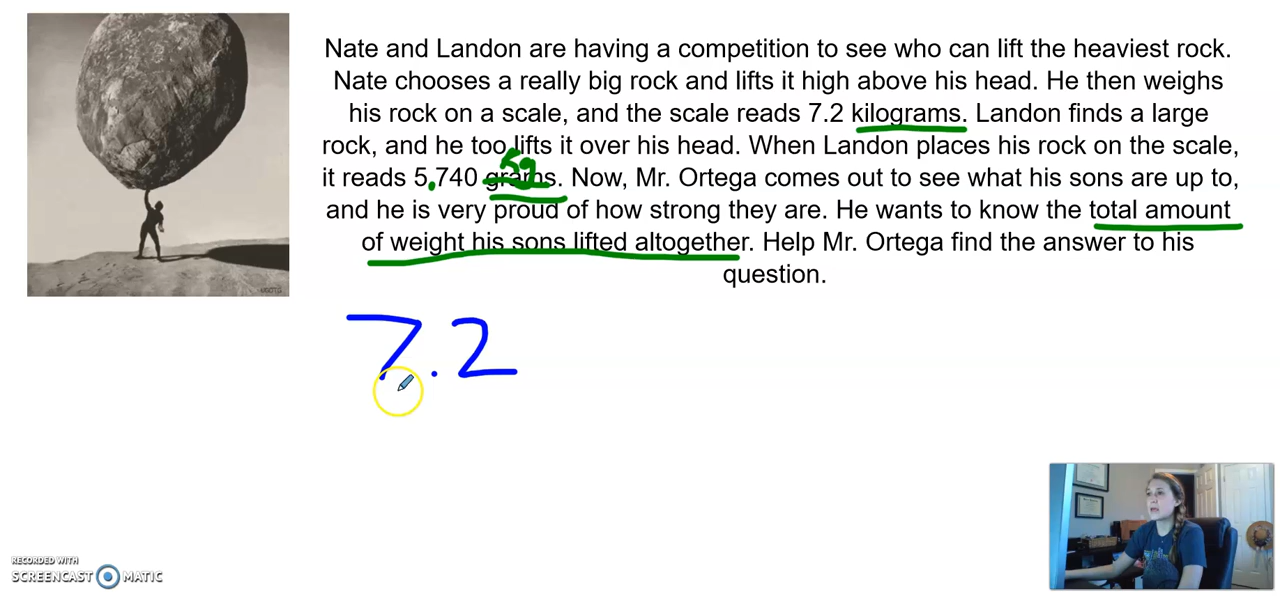 Nate and Landon are having a competition to see who can lift the heaviest rock.
Nate chooses a really big rock and lifts it high above his head. He then weighs
his rock on a scale, and the scale reads 7.2 kilograms. Landon finds a large
rock, and he too lifts it over his head. When Landon places his rock on the scale,
it reads 5,740 grams. Now, Mr. Ortega comes out to see what his sons are up to,
and he is very proud of how strong they are. He wants to know the total amount
of weight his sons lifted altogether. Help Mr. Ortega find the answer to his
question.
7.2
RECORDED WITH
SCREENCAST MATIC